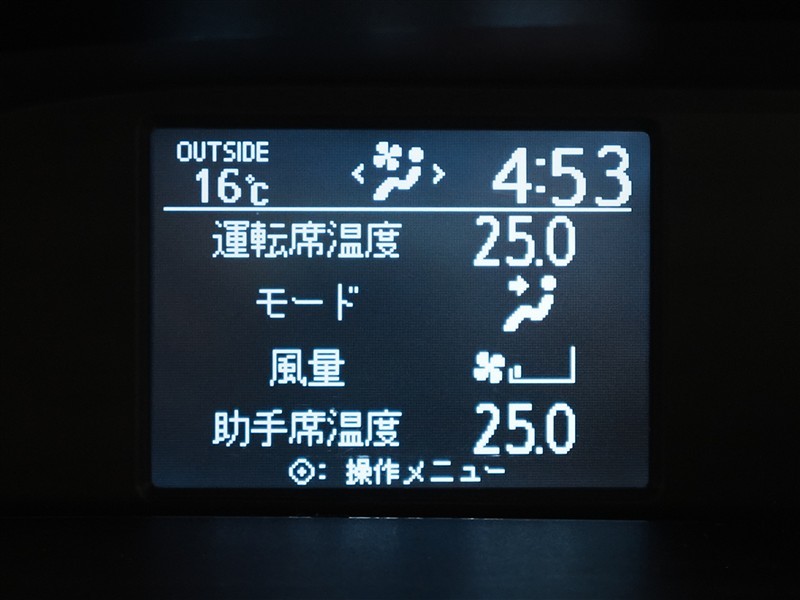 OUTSIDE
16℃
4:53
運転席温度 25.0
モード
風量
助手席温度 25.0
: 操作メニュー